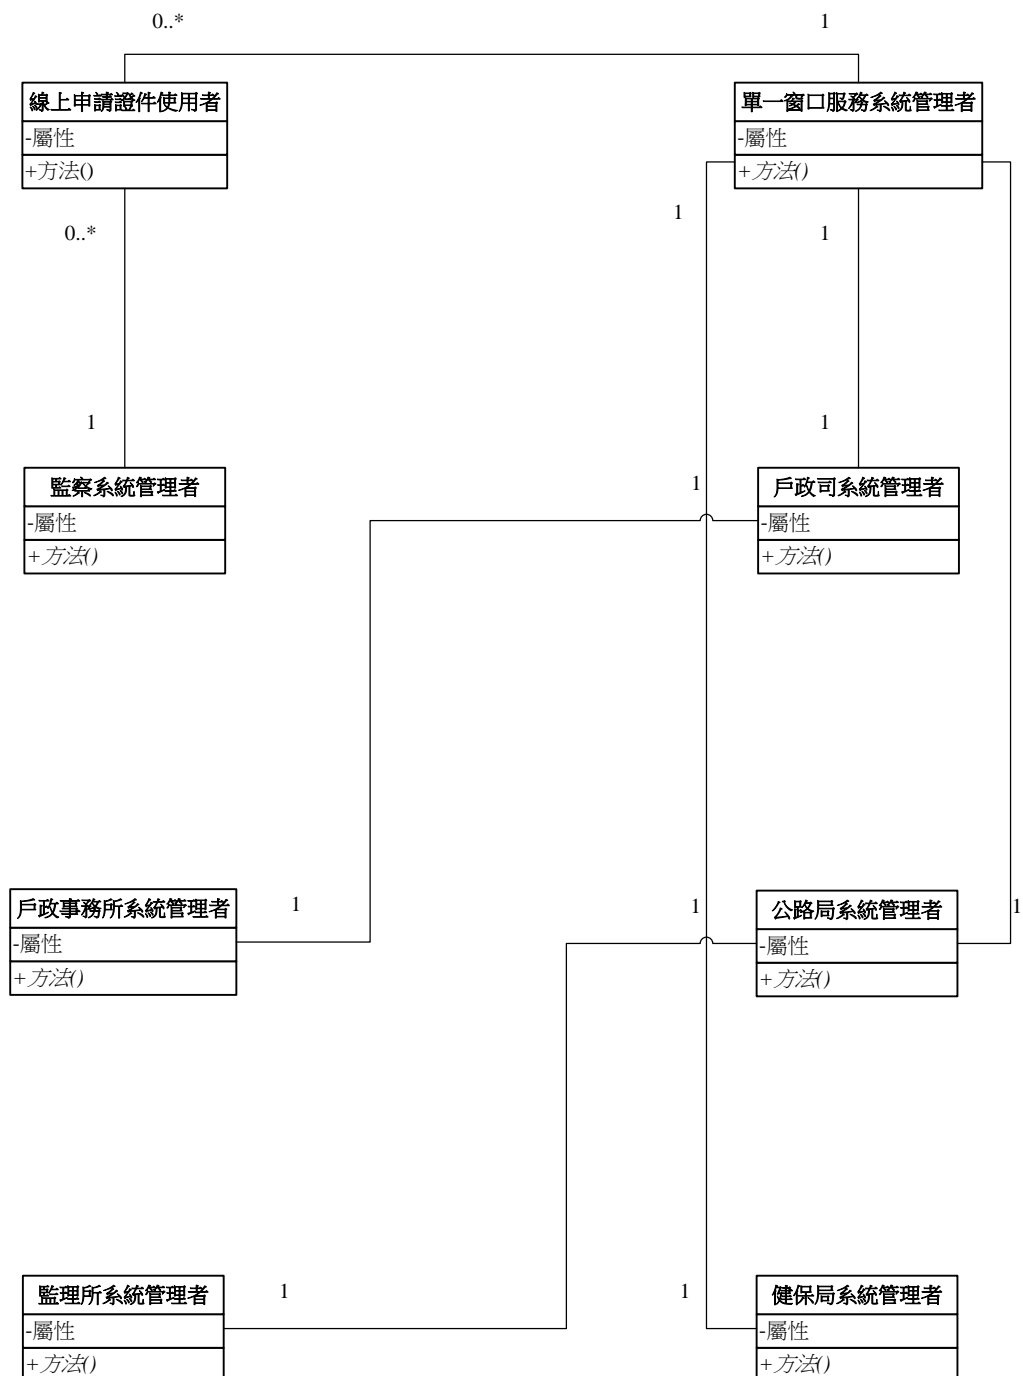 0..*
1
線上申請證件使用者
-屬性
+方法()
單一窗口服務系統管理者
-屬性
+方法()
1
0..*
1
1
1
監察系統管理者
-屬性
+方法()
1
戶政司系統管理者
-屬性
+方法()
戶政事務所系統管理者
-屬性
+方法()
1
1
公路局系統管理者
-屬性
+方法()
1
監理所系統管理者
-屬性
+方法()
1
1
健保局系統管理者
-屬性
+方法()